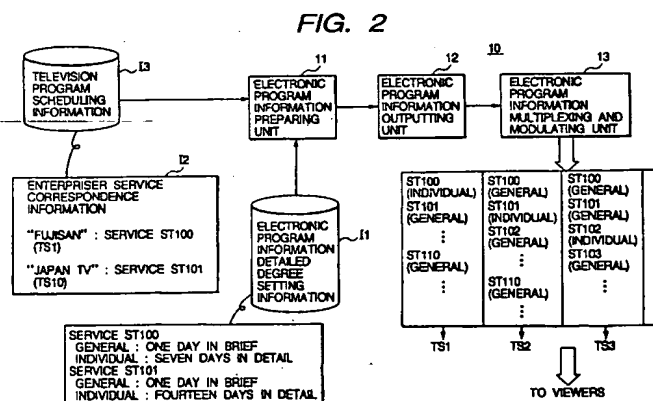 FIG. 2
10
I3
TELEVISION
PROGRAM
SCHEDULING
INFORMATION
11
ELECTRONIC
PROGRAM
INFORMATION
PREPARING
UNIT
12
ELECTRONIC
PROGRAM
INFORMATION
OUTPUTTING
UNIT
13
ELECTRONIC
PROGRAM
INFORMATION
MULTIPLEXING AND
MODULATING UNIT
I2
ENTERPRISER SERVICE
CORRESPONDENCE
INFORMATION
"FUJISAN" : SERVICE ST100
(TS1)
"JAPAN TV" : SERVICE ST101
(TS10)
I1
ELECTRONIC
PROGRAM
INFORMATION
DETAILED
DEGREE
SETTING
INFORMATION
SERVICE ST100
GENERAL : ONE DAY IN BRIEF
INDIVIDUAL : SEVEN DAYS IN DETAIL
SERVICE ST101
GENERAL : ONE DAY IN BRIEF
INDIVIDUAL : FOURTEEN DAYS IN DETAIL
ST100
(INDIVIDUAL)
ST101
(GENERAL)
⋮
ST110
(GENERAL)
⋮
ST100
(GENERAL)
ST101
(INDIVIDUAL)
ST102
(GENERAL)
⋮
ST110
(GENERAL)
⋮
ST100
(GENERAL)
ST101
(GENERAL)
ST102
(INDIVIDUAL)
ST103
(GENERAL)
⋮
TS1
TS2
TS3
TO VIEWERS